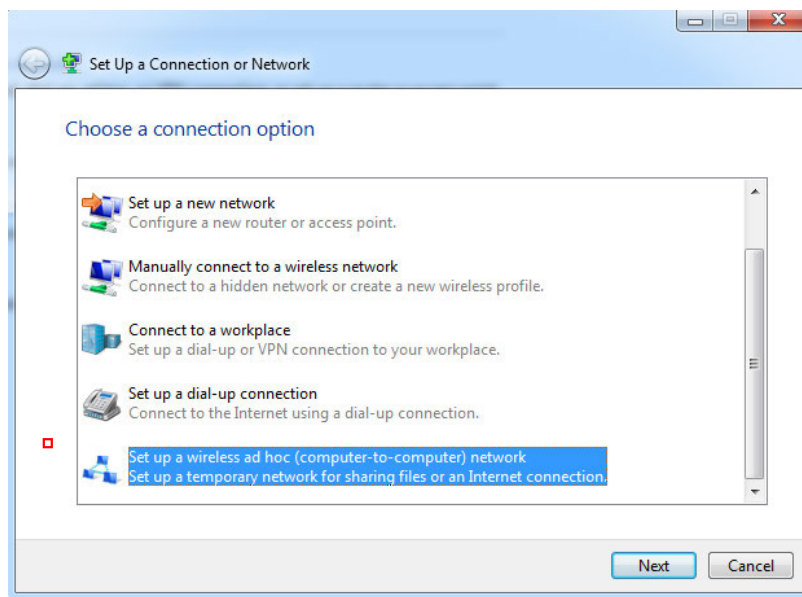 Set Up a Connection or Network
Choose a connection option
Set up a new network
Configure a new router or access point.
Manually connect to a wireless network
Connect to a hidden network or create a new wireless profile.
Connect to a workplace
Set up a dial-up or VPN connection to your workplace.
Set up a dial-up connection
Connect to the Internet using a dial-up connection.
Set up a wireless ad hoc (computer-to-computer) network
Set up a temporary network for sharing files or an Internet connection.
Next Cancel